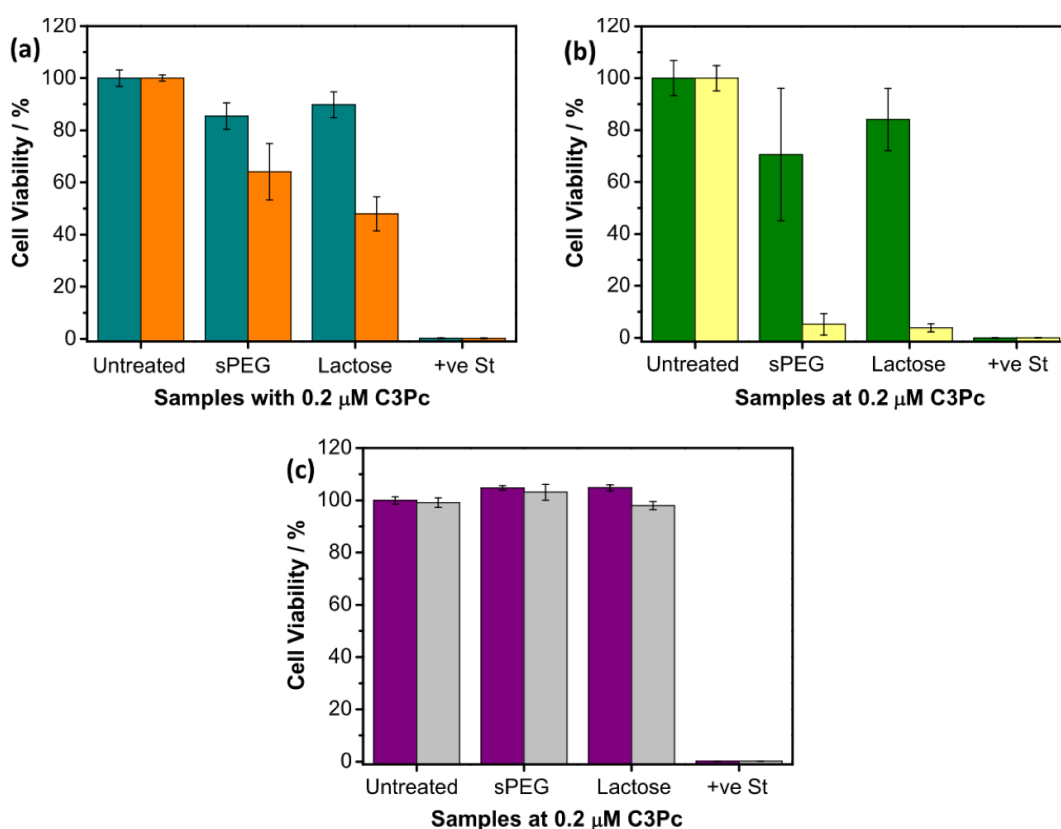 (a)
Cell Viability / %
120
100
80
60
40
20
0
Untreated sPEG Lactose +ve St
Samples with 0.2 μM C3Pc
(b)
Cell Viability / %
120
100
80
60
40
20
0
Untreated sPEG Lactose +ve St
Samples at 0.2 μM C3Pc
(c)
Cell Viability / %
120
100
80
60
40
20
0
Untreated sPEG Lactose +ve St
Samples at 0.2 μM C3Pc